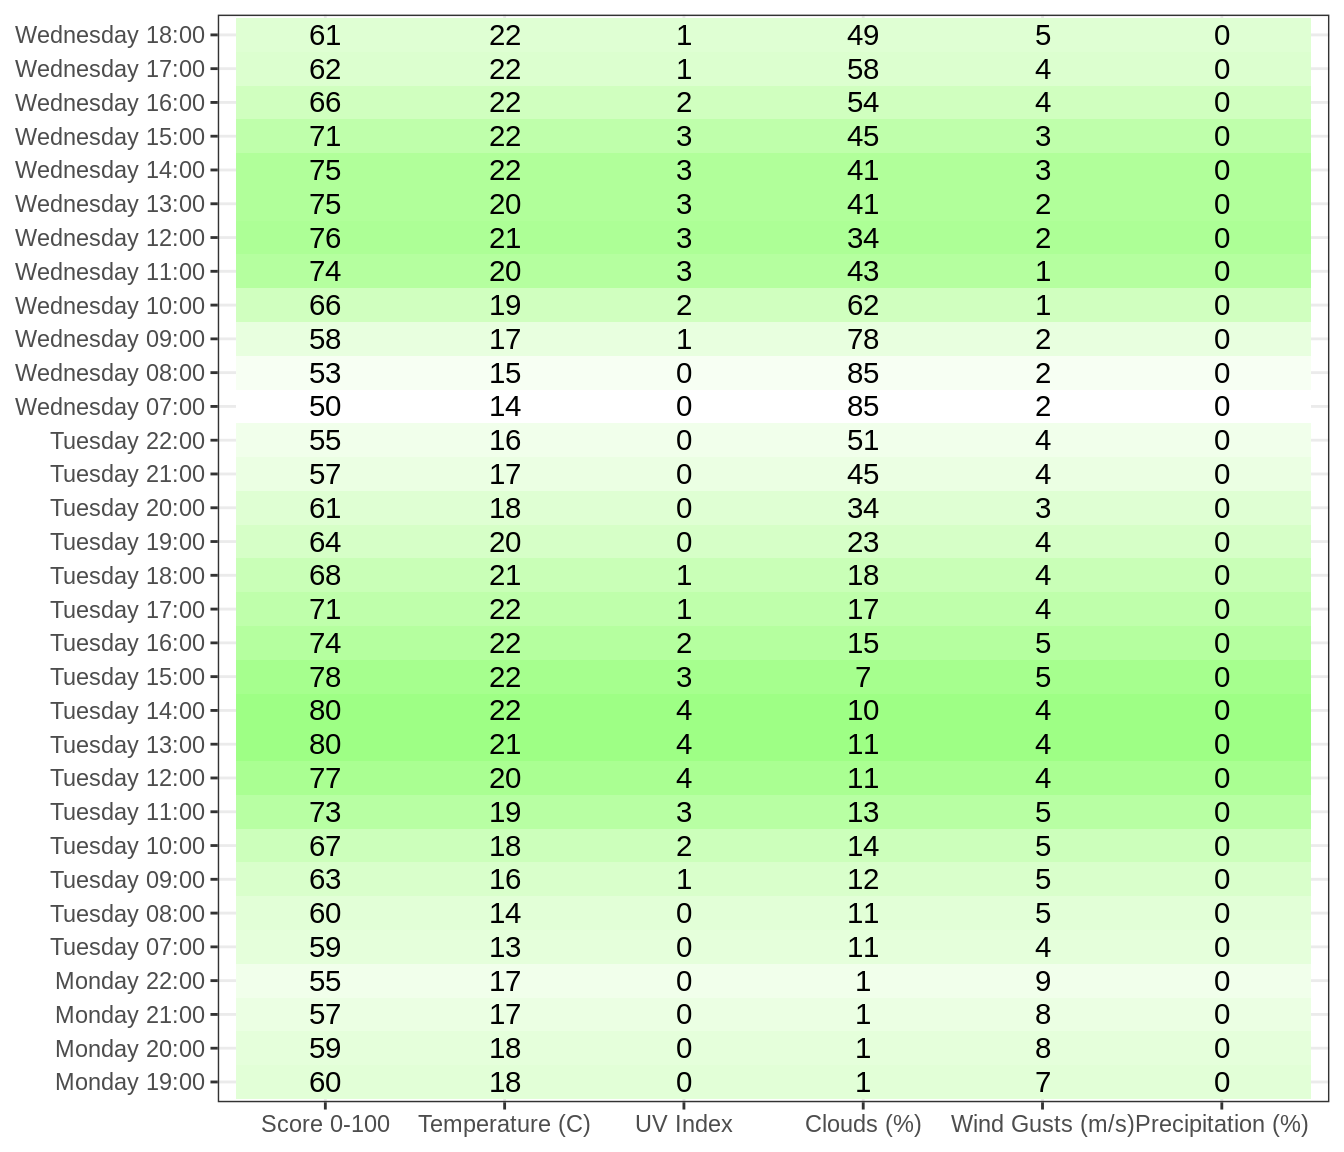 Wednesday 18:00 61 22 1 49 5 0
Wednesday 17:00 62 22 1 58 4 0
Wednesday 16:00 66 22 2 54 4 0
Wednesday 15:00 71 22 3 45 3 0
Wednesday 14:00 75 22 3 41 3 0
Wednesday 13:00 75 20 3 41 2 0
Wednesday 12:00 76 21 3 34 2 0
Wednesday 11:00 74 20 3 43 1 0
Wednesday 10:00 66 19 2 62 1 0
Wednesday 09:00 58 17 1 78 2 0
Wednesday 08:00 53 15 0 85 2 0
Wednesday 07:00 50 14 0 85 2 0
Tuesday 22:00 55 16 0 51 4 0
Tuesday 21:00 57 17 0 45 4 0
Tuesday 20:00 61 18 0 34 3 0
Tuesday 19:00 64 20 0 23 4 0
Tuesday 18:00 68 21 1 18 4 0
Tuesday 17:00 71 22 1 17 4 0
Tuesday 16:00 74 22 2 15 5 0
Tuesday 15:00 78 22 3 7 5 0
Tuesday 14:00 80 22 4 10 4 0
Tuesday 13:00 80 21 4 11 4 0
Tuesday 12:00 77 20 4 11 4 0
Tuesday 11:00 73 19 3 13 5 0
Tuesday 10:00 67 18 2 14 5 0
Tuesday 09:00 63 16 1 12 5 0
Tuesday 08:00 60 14 0 11 5 0
Tuesday 07:00 59 13 0 11 4 0
Monday 22:00 55 17 0 1 9 0
Monday 21:00 57 17 0 1 8 0
Monday 20:00 59 18 0 1 8 0
Monday 19:00 60 18 0 1 7 0
Score 0-100 Temperature (C) UV Index Clouds (%) Wind Gusts (m/s) Precipitation (%)